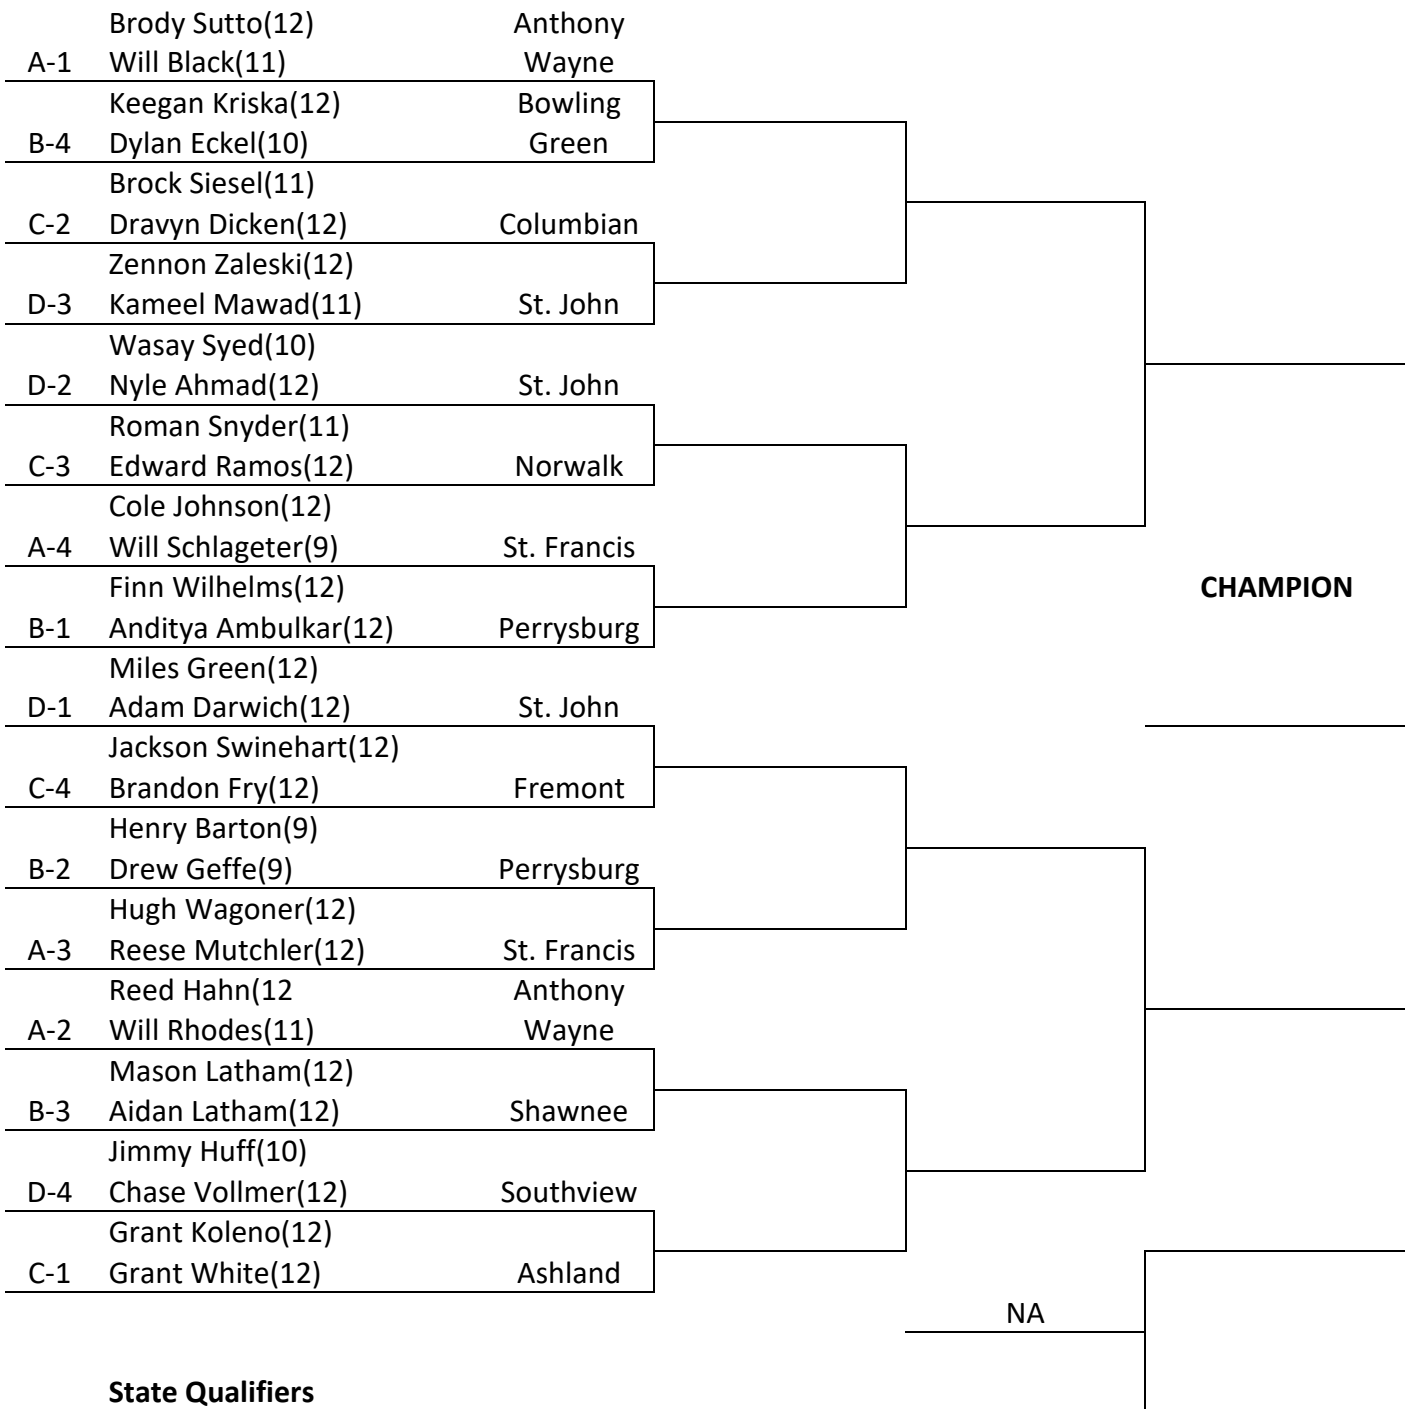 Brody Sutto(12) Anthony
A-1 Will Black(11) Wayne
Keegan Kriska(12) Bowling
B-4 Dylan Eckel(10) Green
Brock Siesel(11)
C-2 Dravyn Dicken(12) Columbian
Zennon Zaleski(12)
D-3 Kameel Mawad(11) St. John
Wasay Syed(10)
D-2 Nyle Ahmad(12) St. John
Roman Snyder(11)
C-3 Edward Ramos(12) Norwalk
Cole Johnson(12)
A-4 Will Schlageter(9) St. Francis
Finn Wilhelms(12) CHAMPION
B-1 Anditya Ambulkar(12) Perrysburg
Miles Green(12)
D-1 Adam Darwich(12) St. John
Jackson Swinehart(12)
C-4 Brandon Fry(12) Fremont
Henry Barton(9)
B-2 Drew Geffe(9) Perrysburg
Hugh Wagoner(12)
A-3 Reese Mutchler(12) St. Francis
Reed Hahn(12 Anthony
A-2 Will Rhodes(11) Wayne
Mason Latham(12)
B-3 Aidan Latham(12) Shawnee
Jimmy Huff(10)
D-4 Chase Vollmer(12) Southview
Grant Koleno(12)
C-1 Grant White(12) Ashland
NA
State Qualifiers